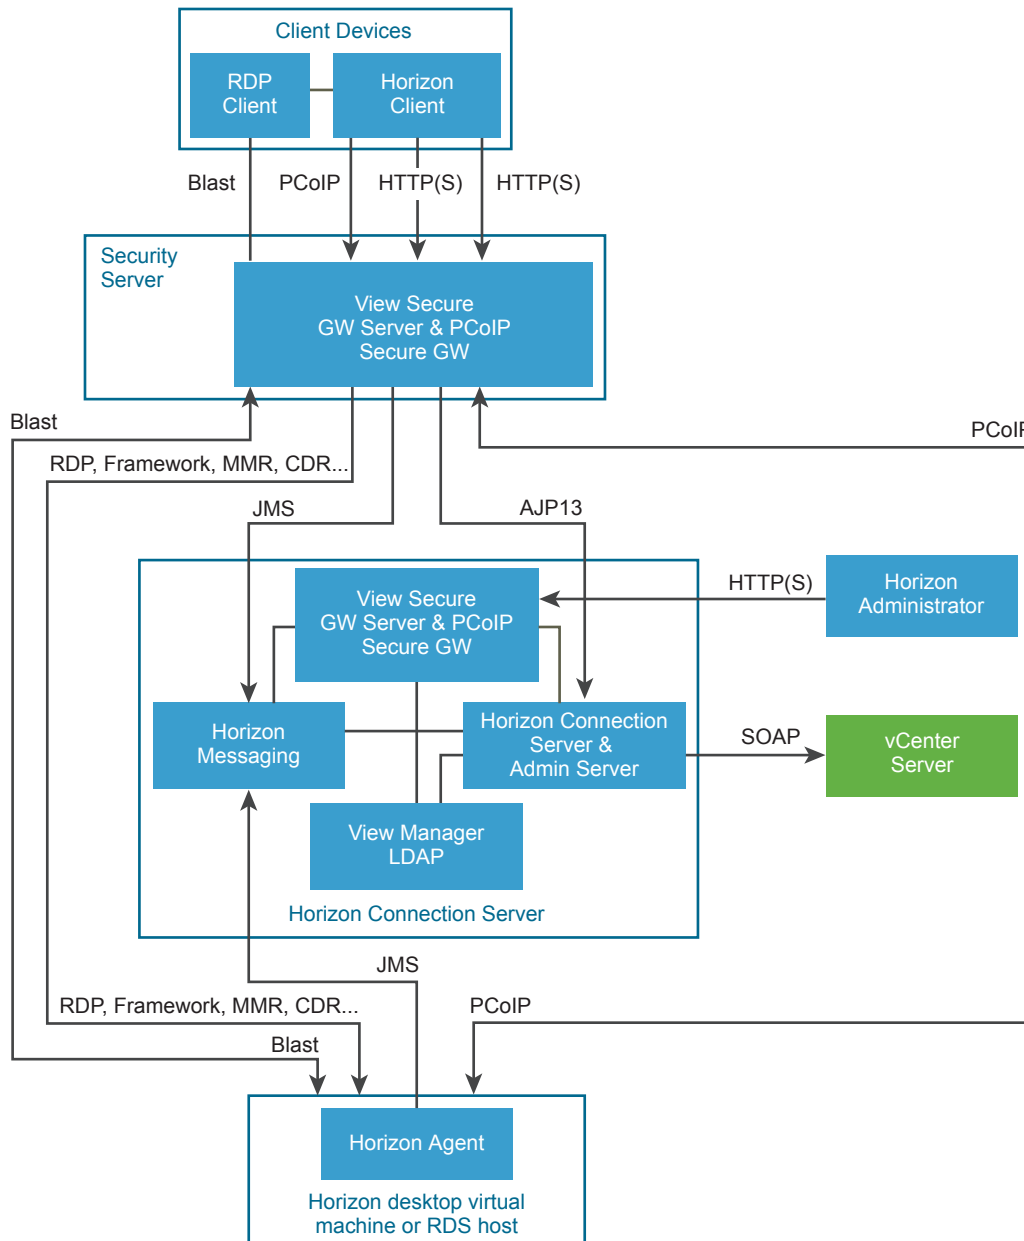 Client Devices
RDP
Client
Horizon
Client
Blast
PCoIP
HTTP(S)
HTTP(S)
Security
Server
View Secure
GW Server & PCoIP
Secure GW
Blast
PCoIP
RDP, Framework, MMR, CDR...
JMS
AJP13
View Secure
GW Server & PCoIP
Secure GW
HTTP(S)
Horizon
Administrator
Horizon
Messaging
Horizon Connection
Server &
Admin Server
SOAP
vCenter
Server
View Manager
LDAP
Horizon Connection Server
JMS
RDP, Framework, MMR, CDR...
PCoIP
Blast
Horizon Agent
Horizon desktop virtual
machine or RDS host